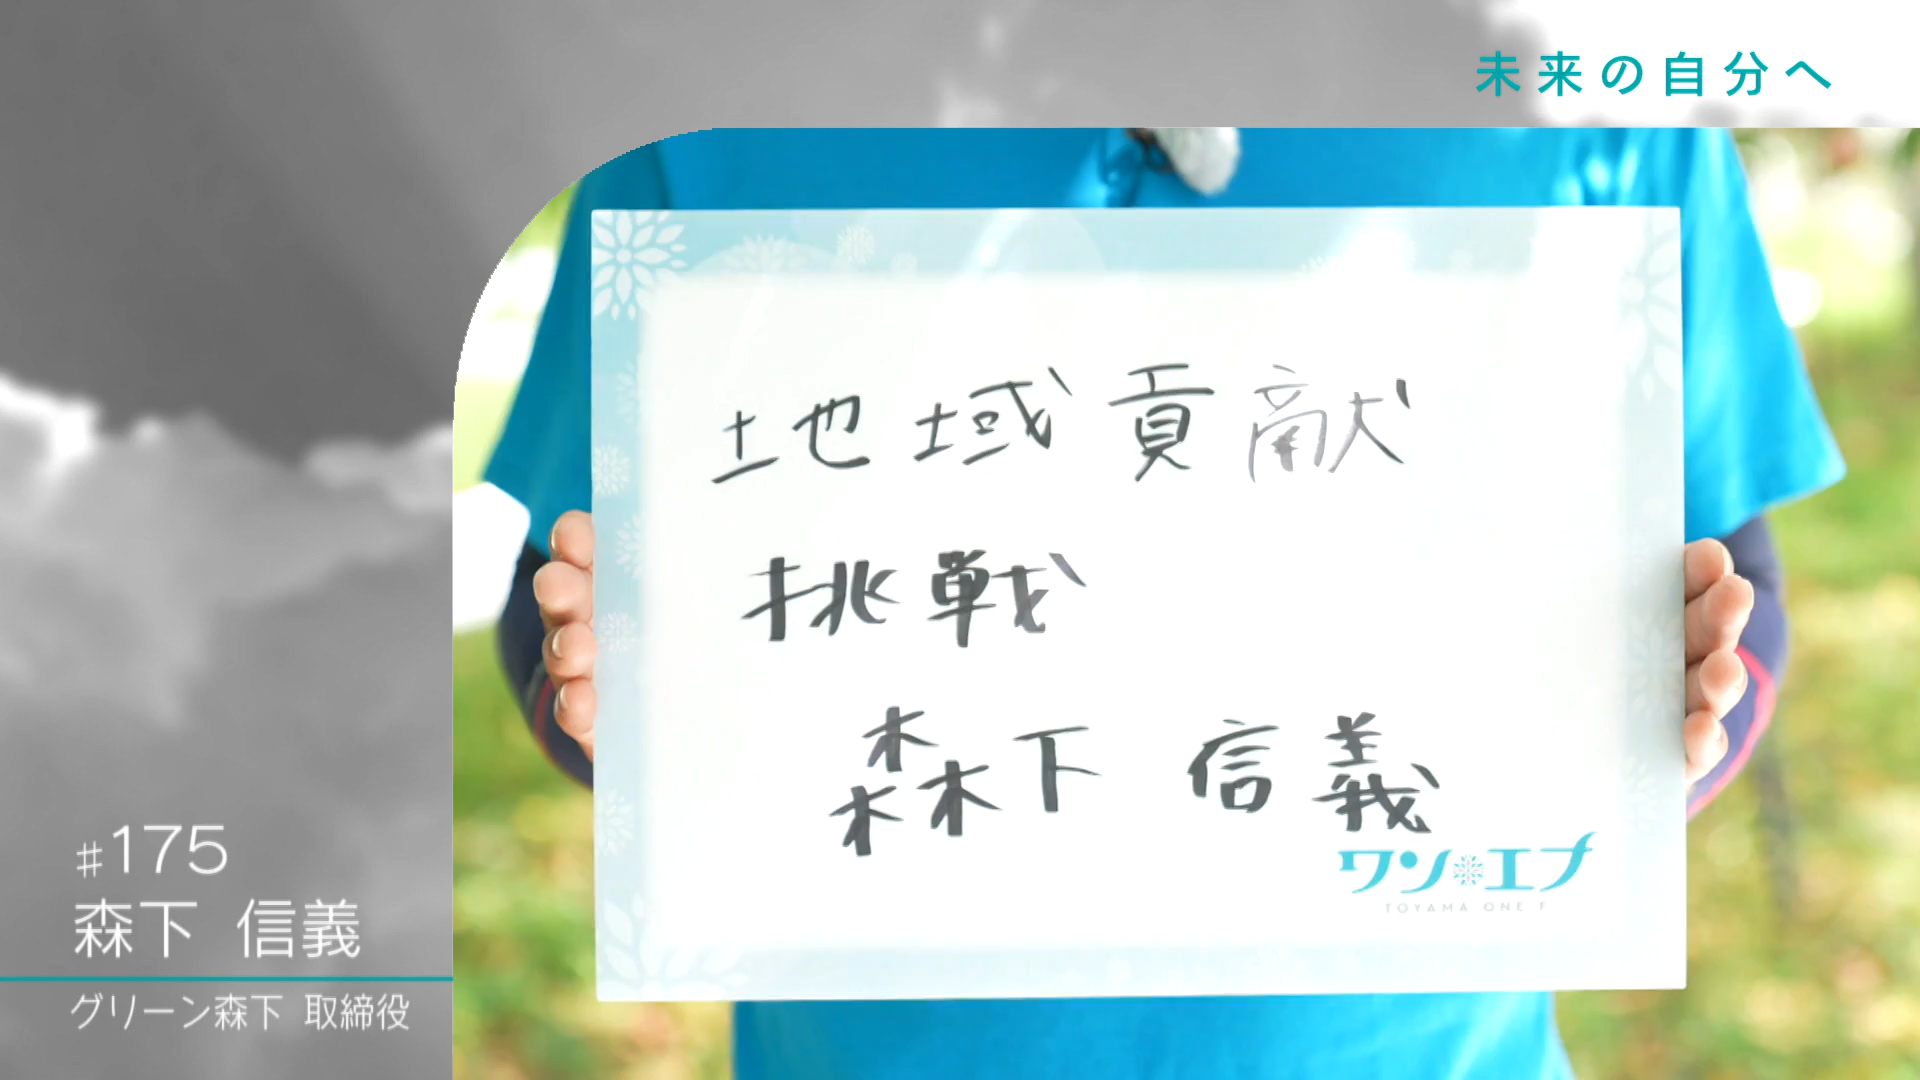 未来の自分へ
地域貢献
挑戦
森下 信義
ワン・エフ
TOYAMA ONE F
#175
森下 信義
グリーン森下 取締役